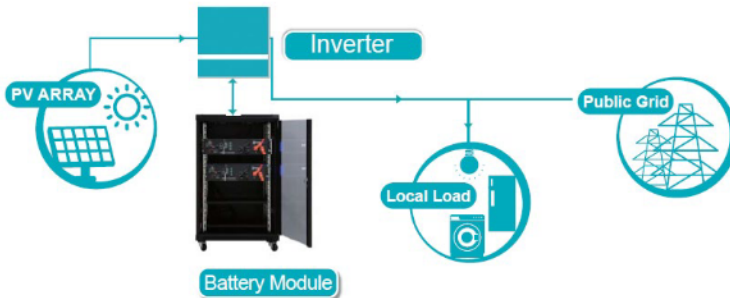 Inverter
PV ARRAY
Public Grid
Local Load
Battery Module